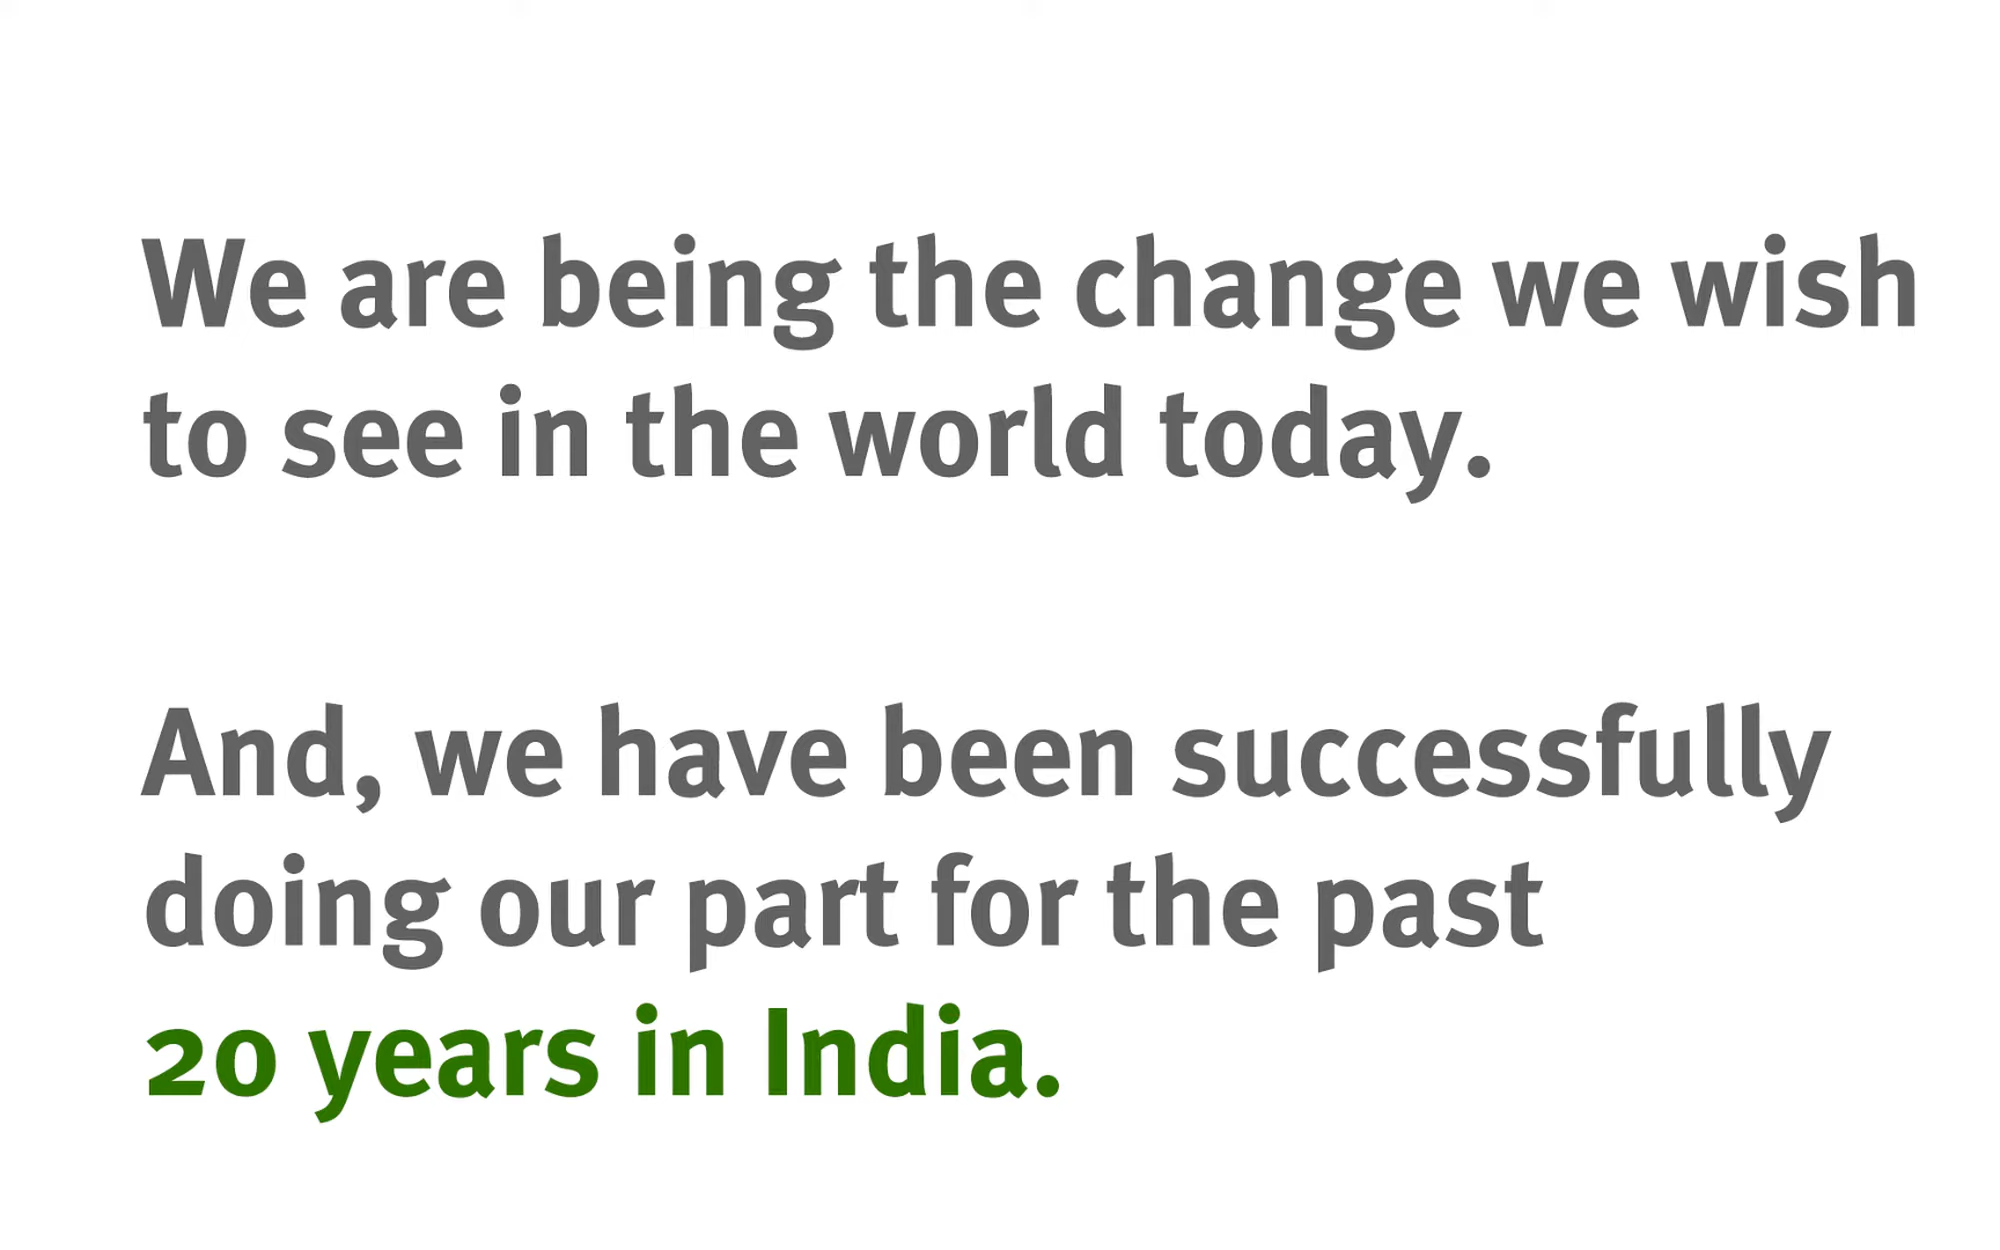 We are being the change we wish
to see in the world today.
And, we have been successfully
doing our part for the past
20 years in India.